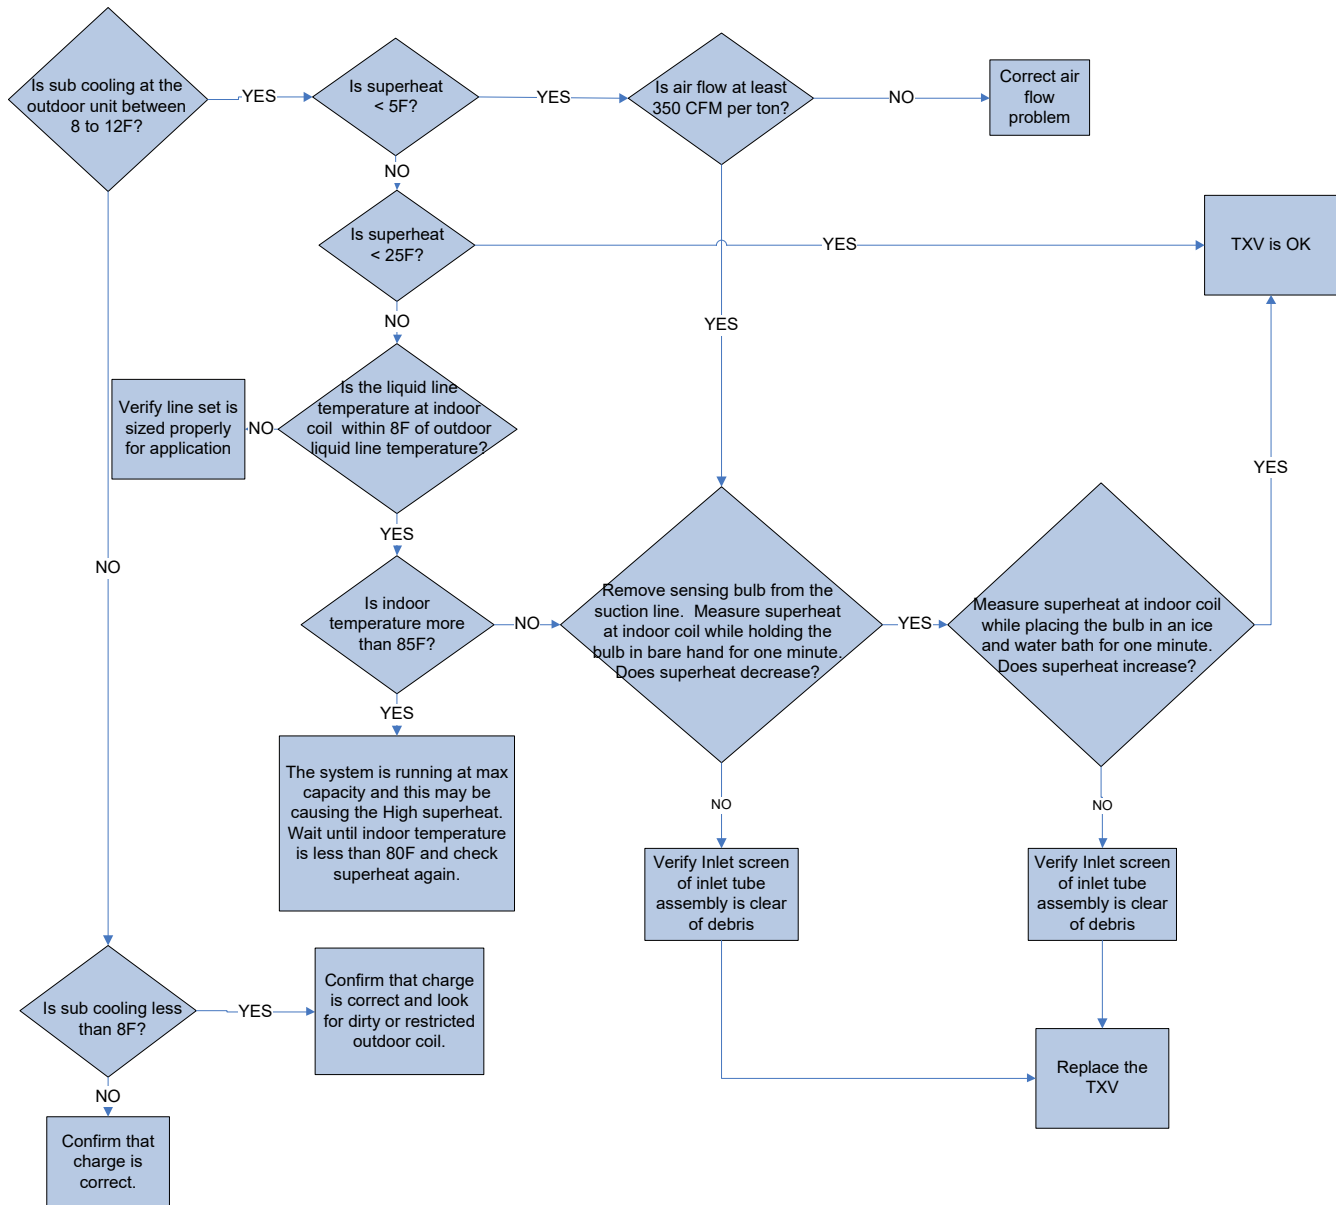 Is sub cooling at the
outdoor unit between
8 to 12F?
YES
Is superheat
< 5F?
YES
Is air flow at least
350 CFM per ton?
NO
Correct air
flow
problem
NO
Is superheat
< 25F?
YES
TXV is OK
NO
YES
Is the liquid line
temperature at indoor
coil  within 8F of outdoor
liquid line temperature?
NO
Verify line set is
sized properly
for application
YES
YES
NO
Is indoor
temperature more
than 85F?
NO
Remove sensing bulb from the
suction line.  Measure superheat
at indoor coil while holding the
bulb in bare hand for one minute.
Does superheat decrease?
YES
Measure superheat at indoor coil
while placing the bulb in an ice
and water bath for one minute.
Does superheat increase?
YES
The system is running at max
capacity and this may be
causing the High superheat.
Wait until indoor temperature
is less than 80F and check
superheat again.
NO
NO
Verify Inlet screen
of inlet tube
assembly is clear
of debris
Verify Inlet screen
of inlet tube
assembly is clear
of debris
Is sub cooling less
than 8F?
YES
Confirm that charge
is correct and look
for dirty or restricted
outdoor coil.
Replace the
TXV
NO
Confirm that
charge is
correct.